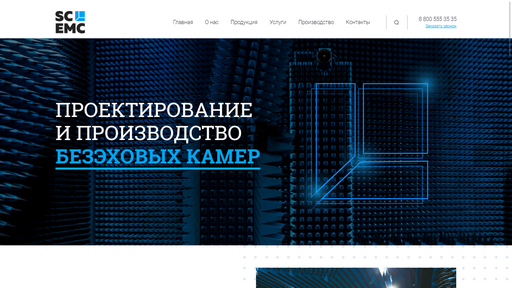 SC
EMC
Главная
О нас
Продукция
Услуги
Производство
Контакты
8 800 555 35 35
Заказать звонок
ПРОЕКТИРОВАНИЕ
И ПРОИЗВОДСТВО
БЕЗЭХОВЫХ КАМЕР